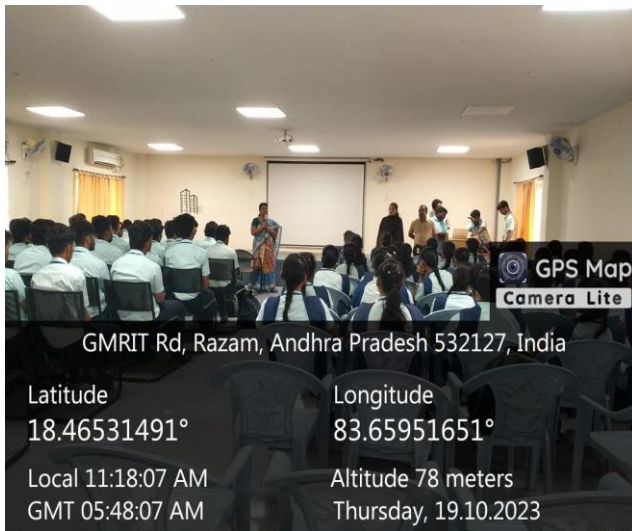 GPS Map
Camera Lite
GMRIT Rd, Razam, Andhra Pradesh 532127, India
Latitude
18.46531491°
Longitude
83.65951651°
Local 11:18:07 AM
GMT 05:48:07 AM
Altitude 78 meters
Thursday, 19.10.2023